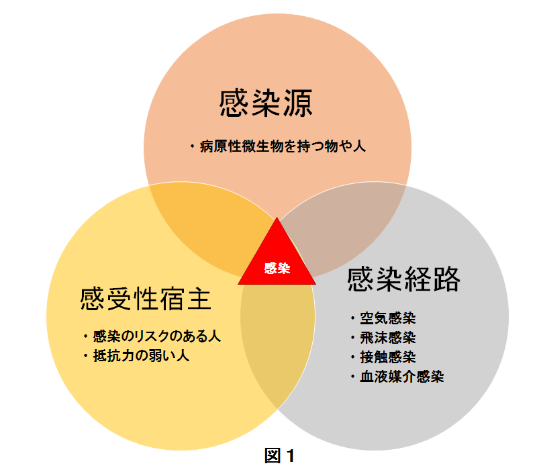 感染源
・病原性微生物を持つ物や人
感染
感受性宿主
・感染のリスクのある人
・抵抗力の弱い人
感染経路
・空気感染
・飛沫感染
・接触感染
・血液媒介感染
図１